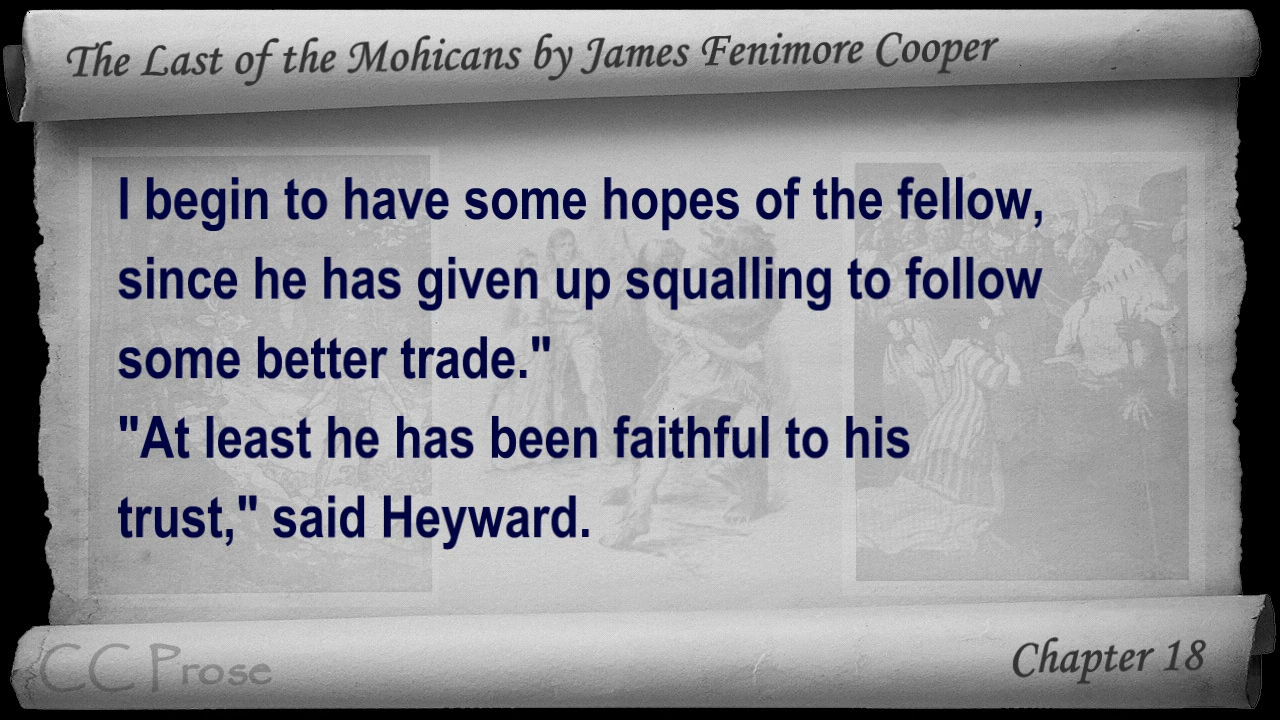 The Last of the Mohicans by James Fenimore Cooper
I begin to have some hopes of the fellow,
since he has given up squalling to follow
some better trade."
"At least he has been faithful to his
trust," said Heyward.
CC Prose
Chapter 18